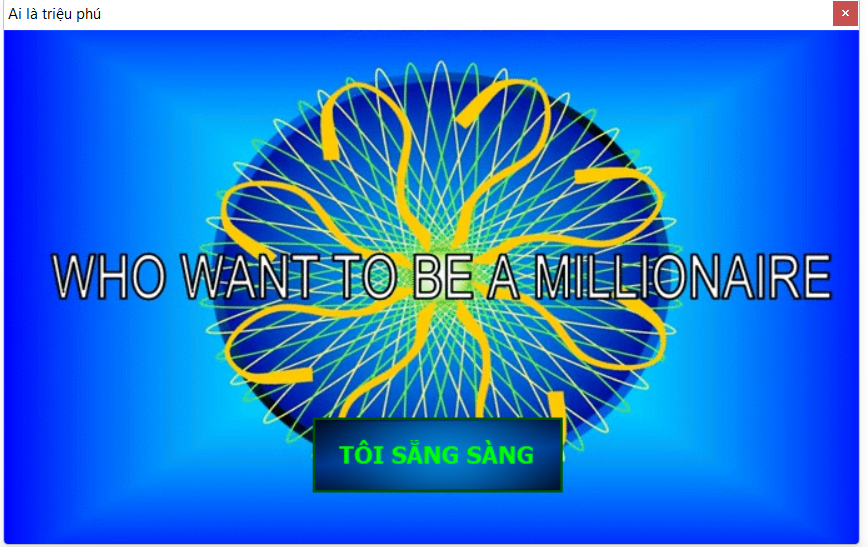 Ai là triệu phú
WHO WANT TO BE A MILLIONAIRE
TÔI SẴNG SÀNG